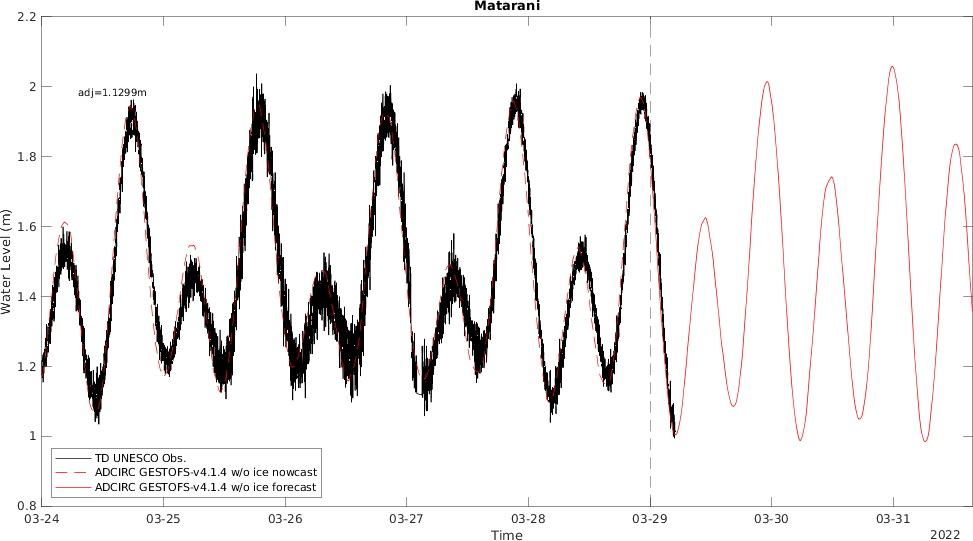 Matarani
2.2
2
1.8
1.6
1.4
1.2
1
0.8
Water Level (m)
adj=1.1299m
TD UNESCO Obs.
ADCIRC GESTOFS-v4.1.4 w/o ice nowcast
ADCIRC GESTOFS-v4.1.4 w/o ice forecast
03-24 03-25 03-26 03-27 03-28 03-29 03-30 03-31
Time
2022